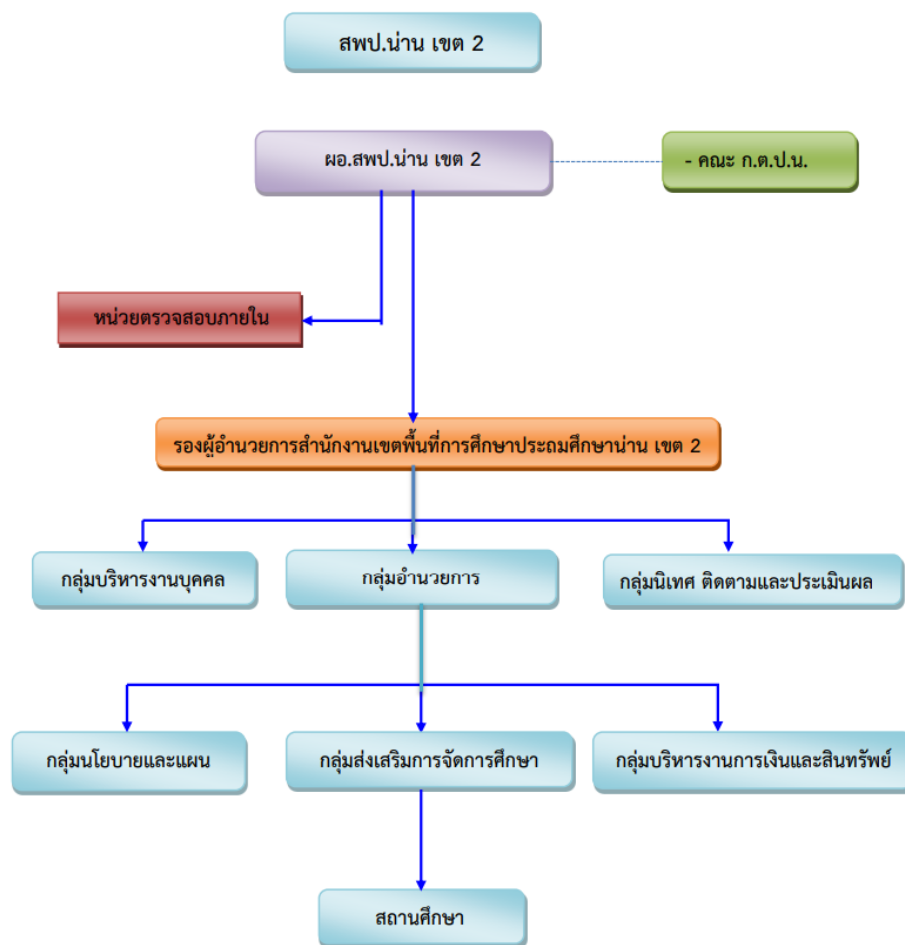 สพป.น่าน เขต 2
ผอ.สพป.น่าน เขต 2
- คณะ ก.ต.ป.น.
หน่วยตรวจสอบภายใน
รองผู้อำนวยการสำนักงานเขตพื้นที่การศึกษาประถมศึกษาน่าน เขต 2
กลุ่มบริหารงานบุคคล
กลุ่มอำนวยการ
กลุ่มนิเทศ ติดตามและประเมินผล
กลุ่มนโยบายและแผน
กลุ่มส่งเสริมการจัดการศึกษา
กลุ่มบริหารงานการเงินและสินทรัพย์
สถานศึกษา